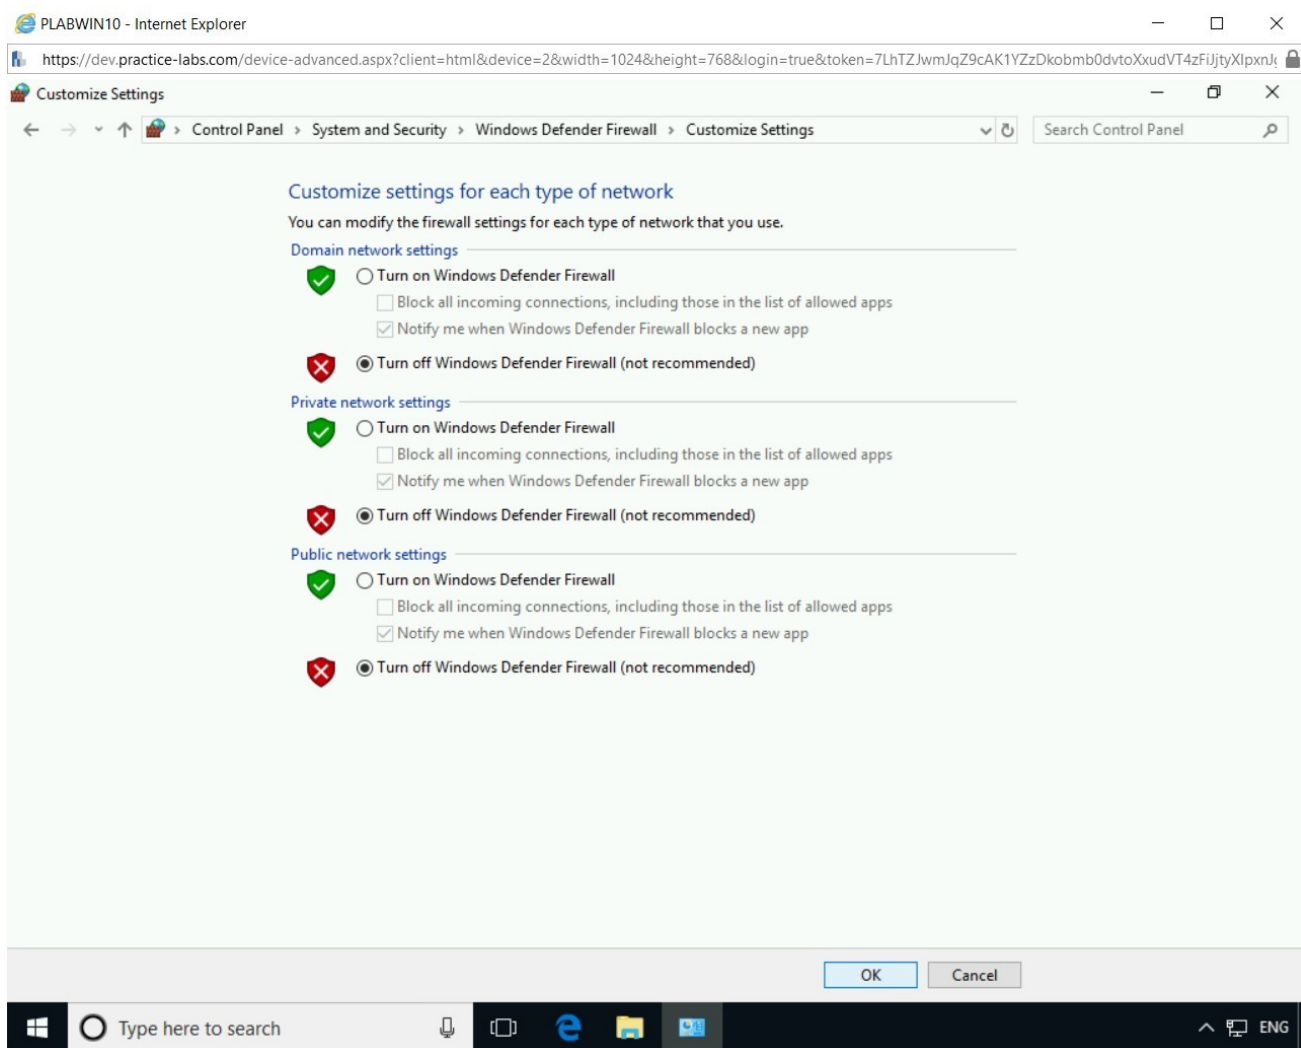 PLABWIN10 - Internet Explorer
https://dev.practice-labs.com/device-advanced.aspx?client=html&device=2&width=1024&height=768&login=true&token=7LhTZJwmJqZ9cAK1YZzDkobmb0dvtoXxudVT4zFiJjtyXlpxnJ
Customize Settings
Control Panel > System and Security > Windows Defender Firewall > Customize Settings
Search Control Panel
Customize settings for each type of network
You can modify the firewall settings for each type of network that you use.
Domain network settings
Turn on Windows Defender Firewall
Block all incoming connections, including those in the list of allowed apps
Notify me when Windows Defender Firewall blocks a new app
Turn off Windows Defender Firewall (not recommended)
Private network settings
Turn on Windows Defender Firewall
Block all incoming connections, including those in the list of allowed apps
Notify me when Windows Defender Firewall blocks a new app
Turn off Windows Defender Firewall (not recommended)
Public network settings
Turn on Windows Defender Firewall
Block all incoming connections, including those in the list of allowed apps
Notify me when Windows Defender Firewall blocks a new app
Turn off Windows Defender Firewall (not recommended)
OK Cancel
Type here to search ENG